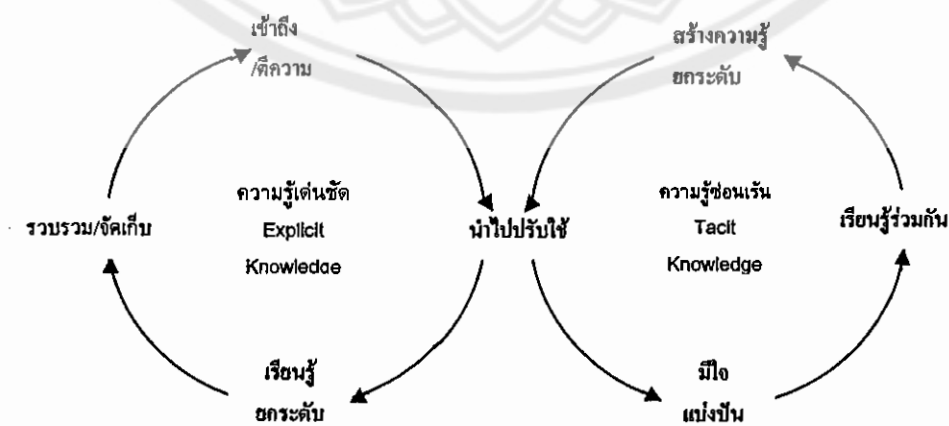 เข้าถึง
/ตีความ
สร้างความรู้
ยกระดับ
ความรู้เด่นชัด
Explicit
Knowledge
ความรู้ซ่อนเร้น
Tacit
Knowledge
รวบรวม/จัดเก็บ
นำไปปรับใช้
เรียนรู้ร่วมกัน
เรียนรู้
ยกระดับ
มีใจ
แบ่งปัน